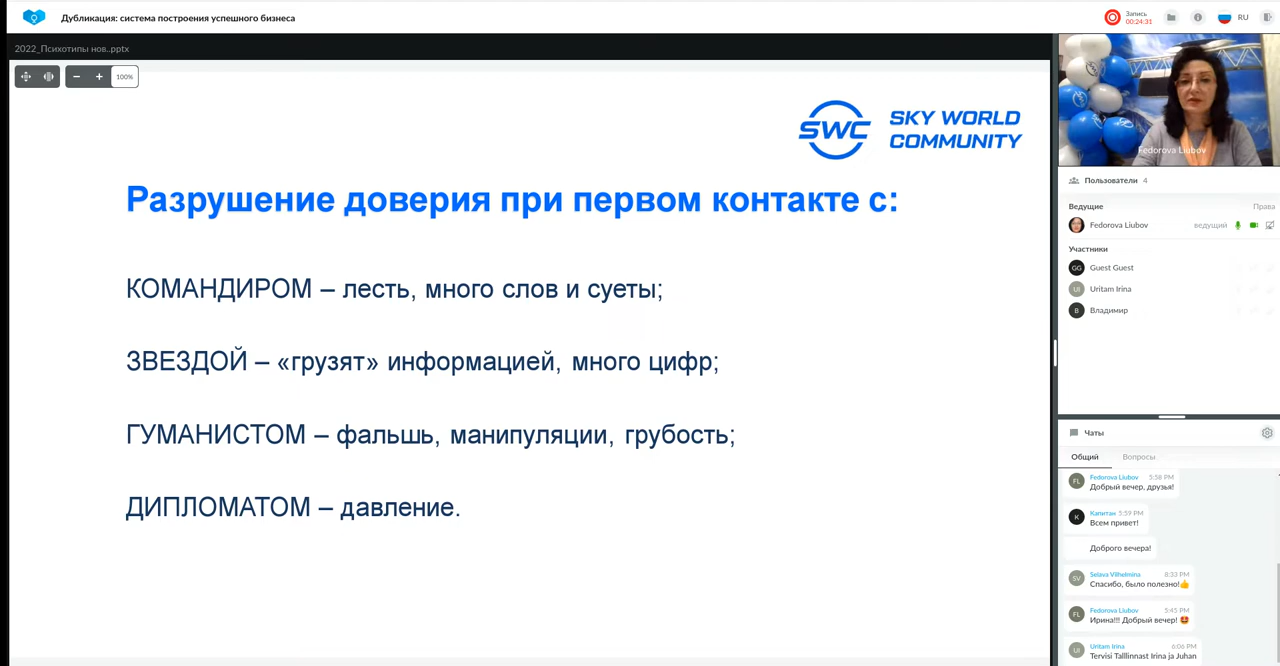 Дубликация: система построения успешного бизнеса
Запись
00:24:31
RU
2022_Психотипы нов..pptx
100%
SWC
SKY WORLD
COMMUNITY
Разрушение доверия при первом контакте с:
КОМАНДИРОМ – лесть, много слов и суеты;
ЗВЕЗДОЙ – «грузят» информацией, много цифр;
ГУМАНИСТОМ – фальшь, манипуляции, грубость;
ДИПЛОМАТОМ – давление.
Fedorova Liubov
Пользователи 4
Ведущие Права
Fedorova Liubov ведущий
Участники
GG Guest Guest
UI Uritam Irina
В Владимир
Чаты
Общий Вопросы
FL Fedorova Liubov 5:58 PM
Добрый вечер, друзья!
К Капитан 5:59 PM
Всем привет!
Доброго вечера!
SV Selava Vilhelmina 8:33 PM
Спасибо, было полезно!👍
FL Fedorova Liubov 5:45 PM
Ирина!!! Добрый вечер! 🤩
UI Uritam Irina 6:06 PM
Tervisi Talllinnast Irina ja Juhan